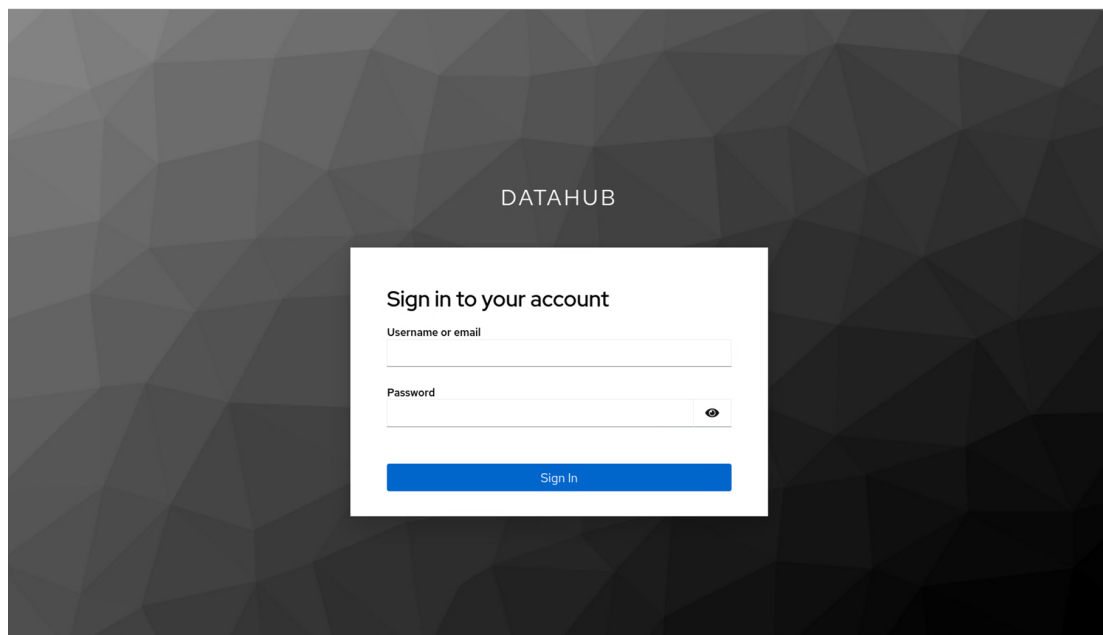 DATAHUB
Sign in to your account
Username or email
Password
Sign In